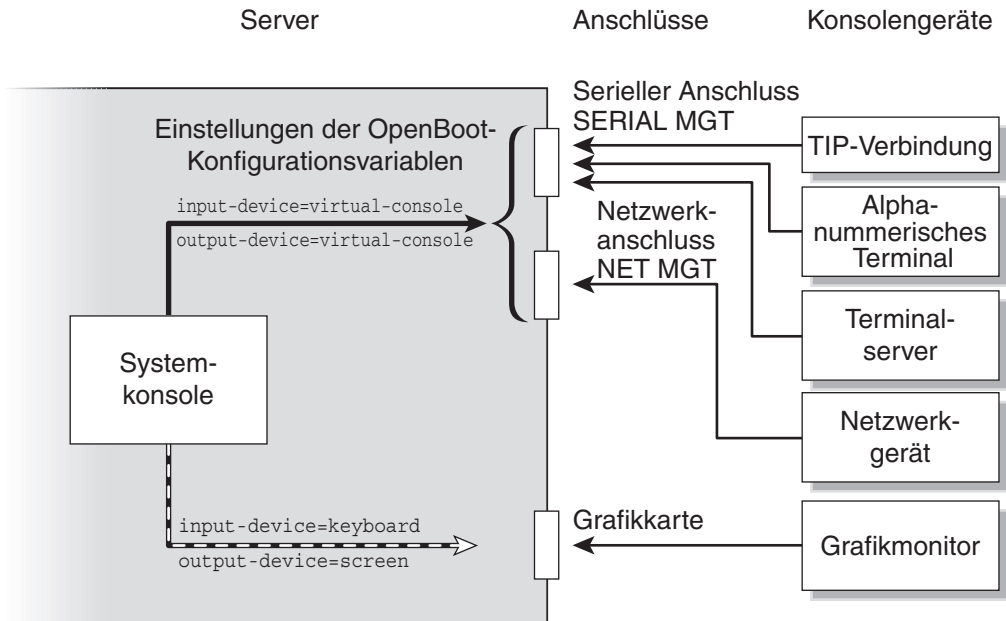 Server
Anschlüsse
Konsolengeräte
Einstellungen der OpenBoot-
Konfigurationsvariablen
input-device=virtual-console
output-device=virtual-console
System-
konsole
input-device=keyboard
output-device=screen
Serieller Anschluss
SERIAL MGT
Netzwerk-
anschluss
NET MGT
Grafikkarte
TIP-Verbindung
Alpha-
nummerisches
Terminal
Terminal-
server
Netzwerk-
gerät
Grafikmonitor